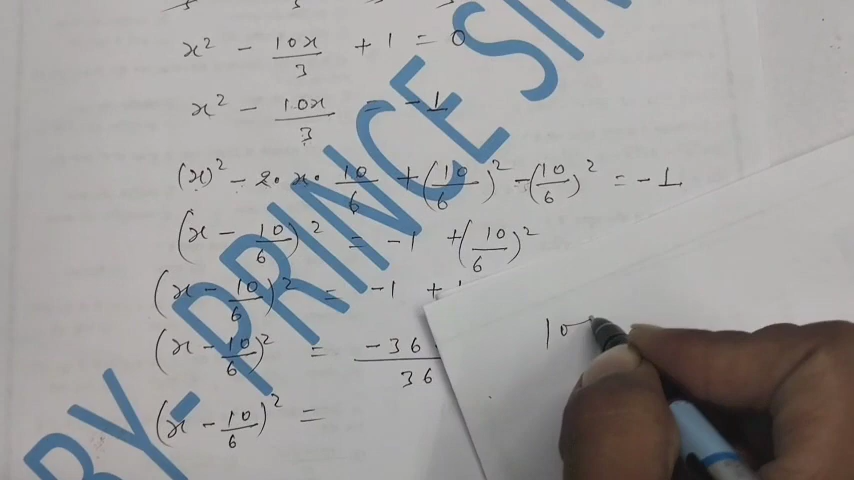 x² - 10x/3 + 1 = 0
x² - 10x/3 = -1
(x)² - 2·x·10/6 + (10/6)² - (10/6)² = -1
(x - 10/6)² = -1 + (10/6)²
(x - 10/6)² = -1 +
(x - 10/6)² = -36/36
(x - 10/6)² =
10
BY- PRINCE SIN